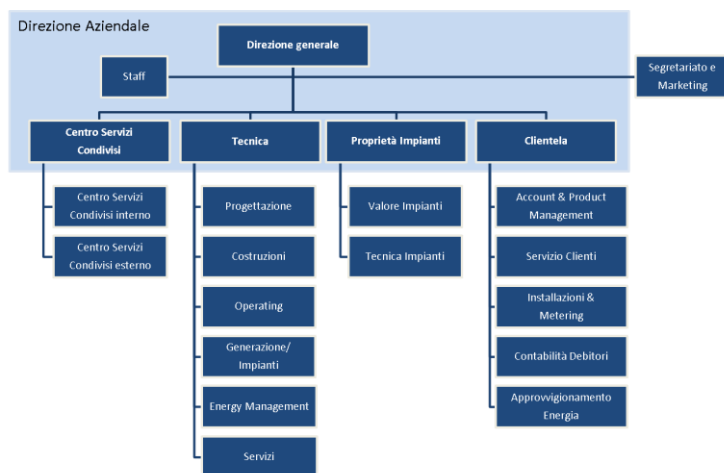 Direzione Aziendale
Direzione generale
Staff
Segretariato e
Marketing
Centro Servizi
Condivisi
Tecnica
Proprietà Impianti
Clientela
Centro Servizi
Condivisi interno
Progettazione
Valore Impianti
Account & Product
Management
Centro Servizi
Condivisi esterno
Costruzioni
Tecnica Impianti
Servizio Clienti
Operating
Installazioni &
Metering
Generazione/
Impianti
Contabilità Debitori
Energy Management
Approvvigionamento
Energia
Servizi